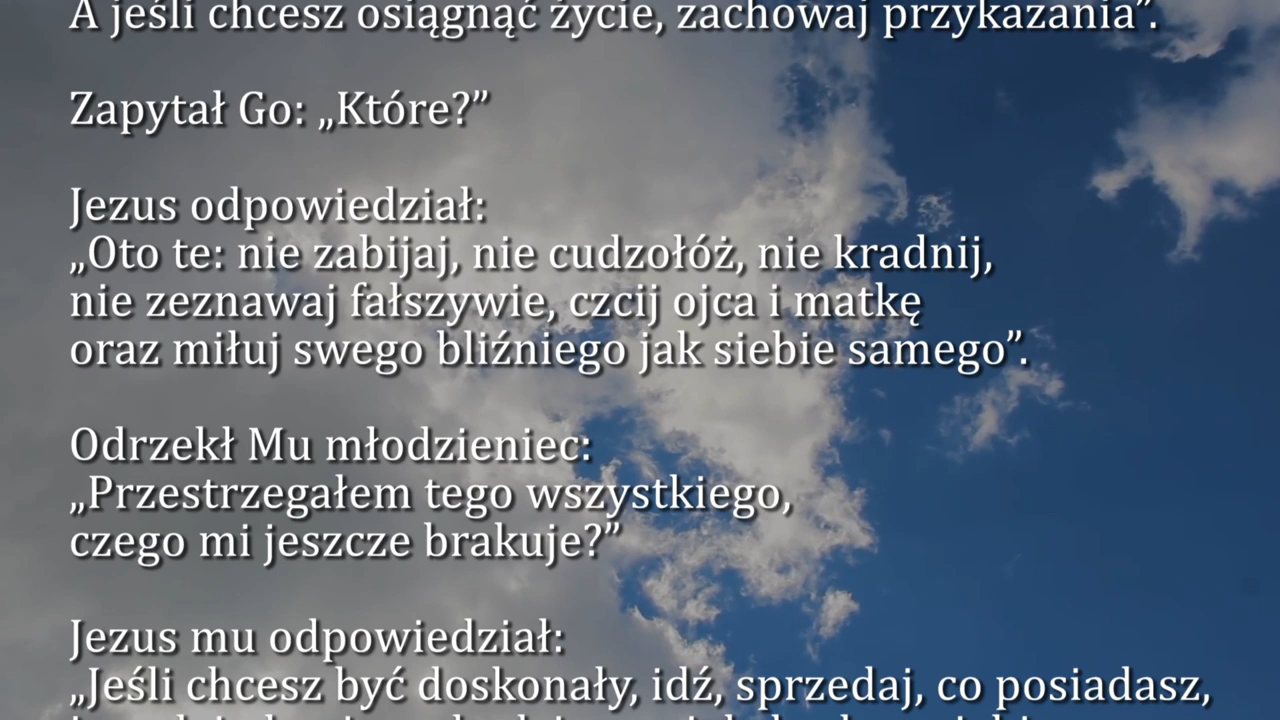 A jeśli chcesz osiągnąć życie, zachowaj przykazania”.
Zapytał Go: „Które?”
Jezus odpowiedział:
„Oto te: nie zabijaj, nie cudzołóż, nie kradnij,
nie zeznawaj fałszywie, czcij ojca i matkę
oraz miłuj swego bliźniego jak siebie samego”.
Odrzekł Mu młodzieniec:
„Przestrzegałem tego wszystkiego,
czego mi jeszcze brakuje?”
Jezus mu odpowiedział:
„Jeśli chcesz być doskonały, idź, sprzedaj, co posiadasz,